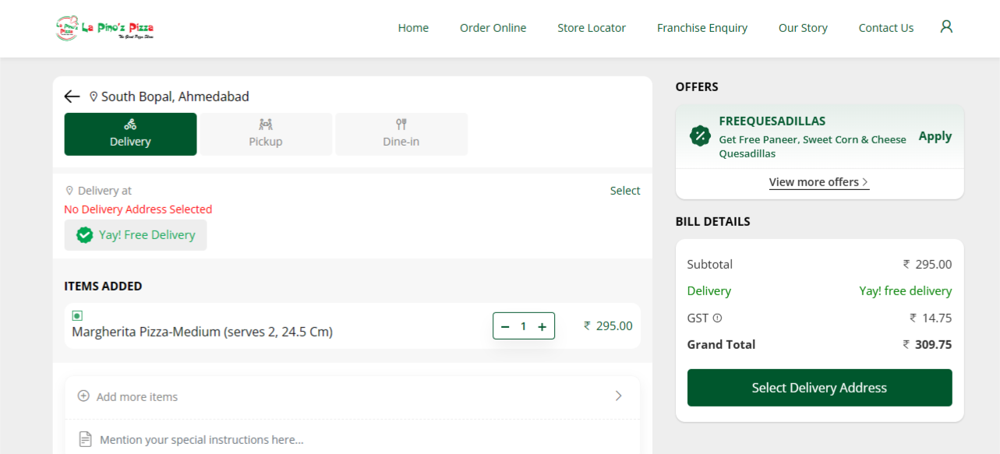 La Pino'z Pizza
The Giant Pizza Slices
Home
Order Online
Store Locator
Franchise Enquiry
Our Story
Contact Us
South Bopal, Ahmedabad
Delivery
Pickup
Dine-in
Delivery at
Select
No Delivery Address Selected
Yay! Free Delivery
ITEMS ADDED
Margherita Pizza-Medium (serves 2, 24.5 Cm)
− 1 +
₹ 295.00
Add more items
Mention your special instructions here...
OFFERS
FREEQUESADILLAS
Get Free Paneer, Sweet Corn & Cheese
Quesadillas
Apply
View more offers
BILL DETAILS
Subtotal ₹ 295.00
Delivery Yay! free delivery
GST ₹ 14.75
Grand Total ₹ 309.75
Select Delivery Address